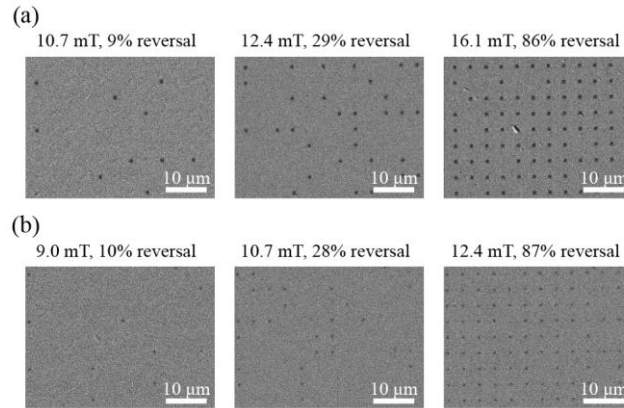 (a)
10.7 mT, 9% reversal 12.4 mT, 29% reversal 16.1 mT, 86% reversal
10 μm 10 μm 10 μm
(b)
9.0 mT, 10% reversal 10.7 mT, 28% reversal 12.4 mT, 87% reversal
10 μm 10 μm 10 μm